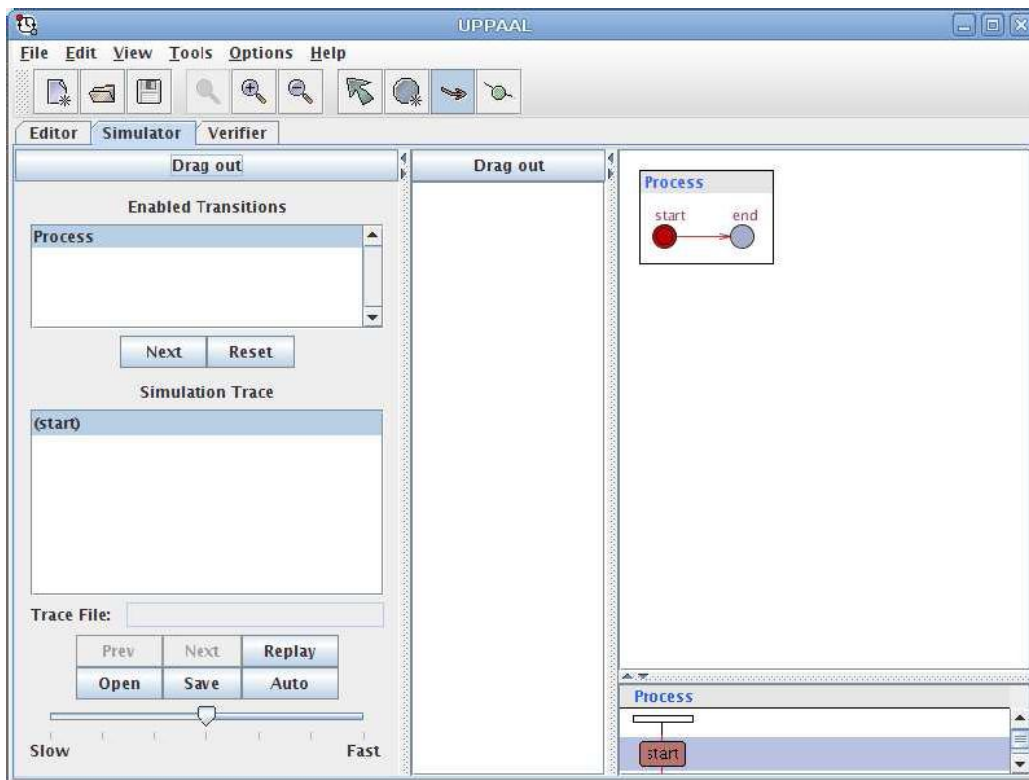 UPPAAL
File Edit View Tools Options Help
Editor Simulator Verifier
Drag out
Enabled Transitions
Process
Next Reset
Simulation Trace
(start)
Trace File:
Prev Next Replay
Open Save Auto
Slow Fast
Drag out
Process
start end
Process
start